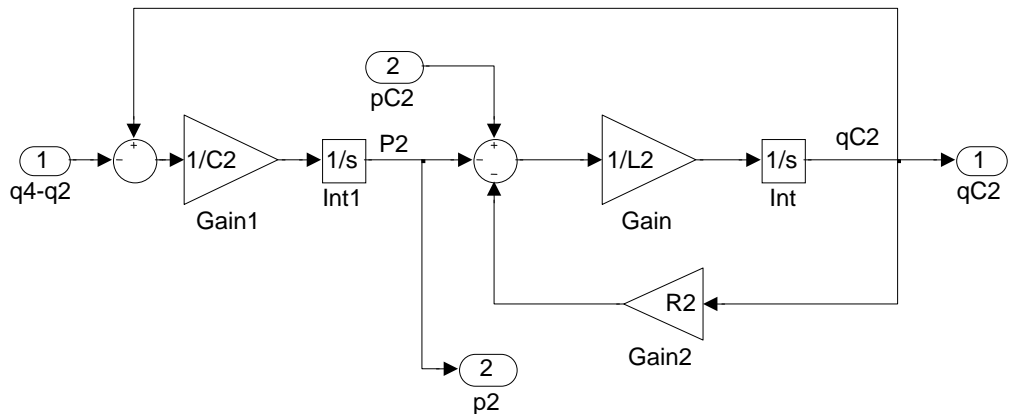 2
pC2
+
+
1
-
1/C2
1/s
P2
-
-
1/L2
1/s
qC2
1
q4-q2
Gain1
Int1
Gain
Int
qC2
R2
Gain2
2
p2